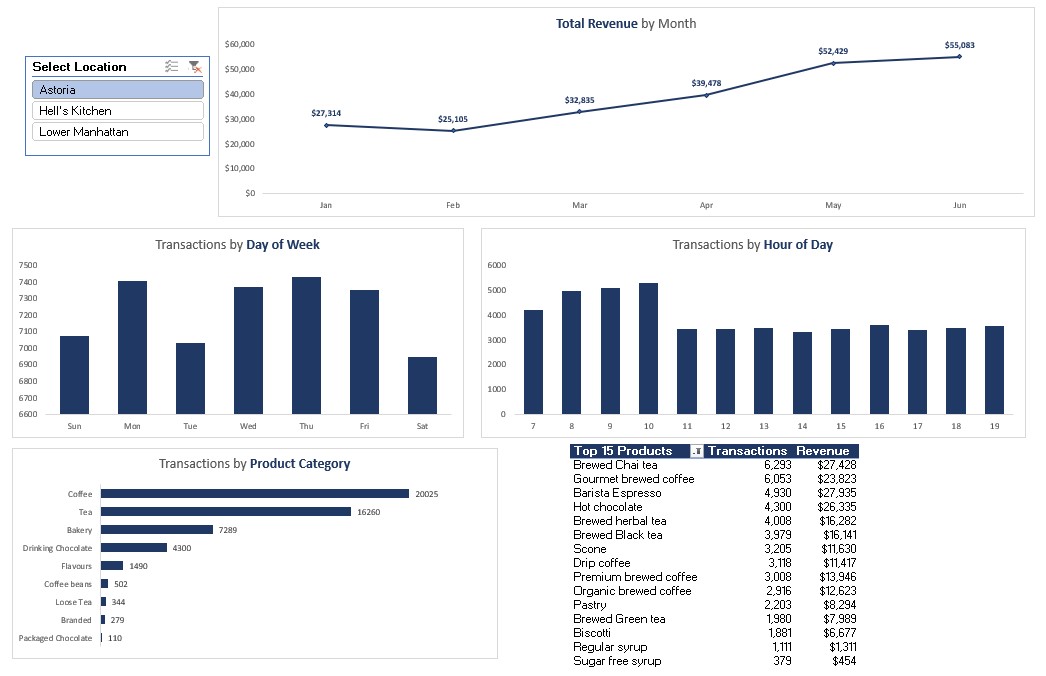 Total Revenue by Month
Select Location
Astoria
Hell's Kitchen
Lower Manhattan
$60,000
$50,000
$40,000
$30,000
$20,000
$10,000
$0
$27,314
$25,105
$32,835
$39,478
$52,429
$55,083
Jan Feb Mar Apr May Jun
Transactions by Day of Week
7500
7400
7300
7200
7100
7000
6900
6800
6700
6600
Sun Mon Tue Wed Thu Fri Sat
Transactions by Hour of Day
6000
5000
4000
3000
2000
1000
0
7 8 9 10 11 12 13 14 15 16 17 18 19
Transactions by Product Category
Coffee 20025
Tea 16260
Bakery 7289
Drinking Chocolate 4300
Flavours 1490
Coffee beans 502
Loose Tea 344
Branded 279
Packaged Chocolate 110
Top 15 Products Transactions Revenue
Brewed Chai tea 6,293 $27,428
Gourmet brewed coffee 6,053 $23,823
Barista Espresso 4,930 $27,935
Hot chocolate 4,300 $26,335
Brewed herbal tea 4,008 $16,282
Brewed Black tea 3,979 $16,141
Scone 3,205 $11,630
Drip coffee 3,118 $11,417
Premium brewed coffee 3,008 $13,946
Organic brewed coffee 2,916 $12,623
Pastry 2,203 $8,294
Brewed Green tea 1,980 $7,989
Biscotti 1,881 $6,677
Regular syrup 1,111 $1,311
Sugar free syrup 379 $454